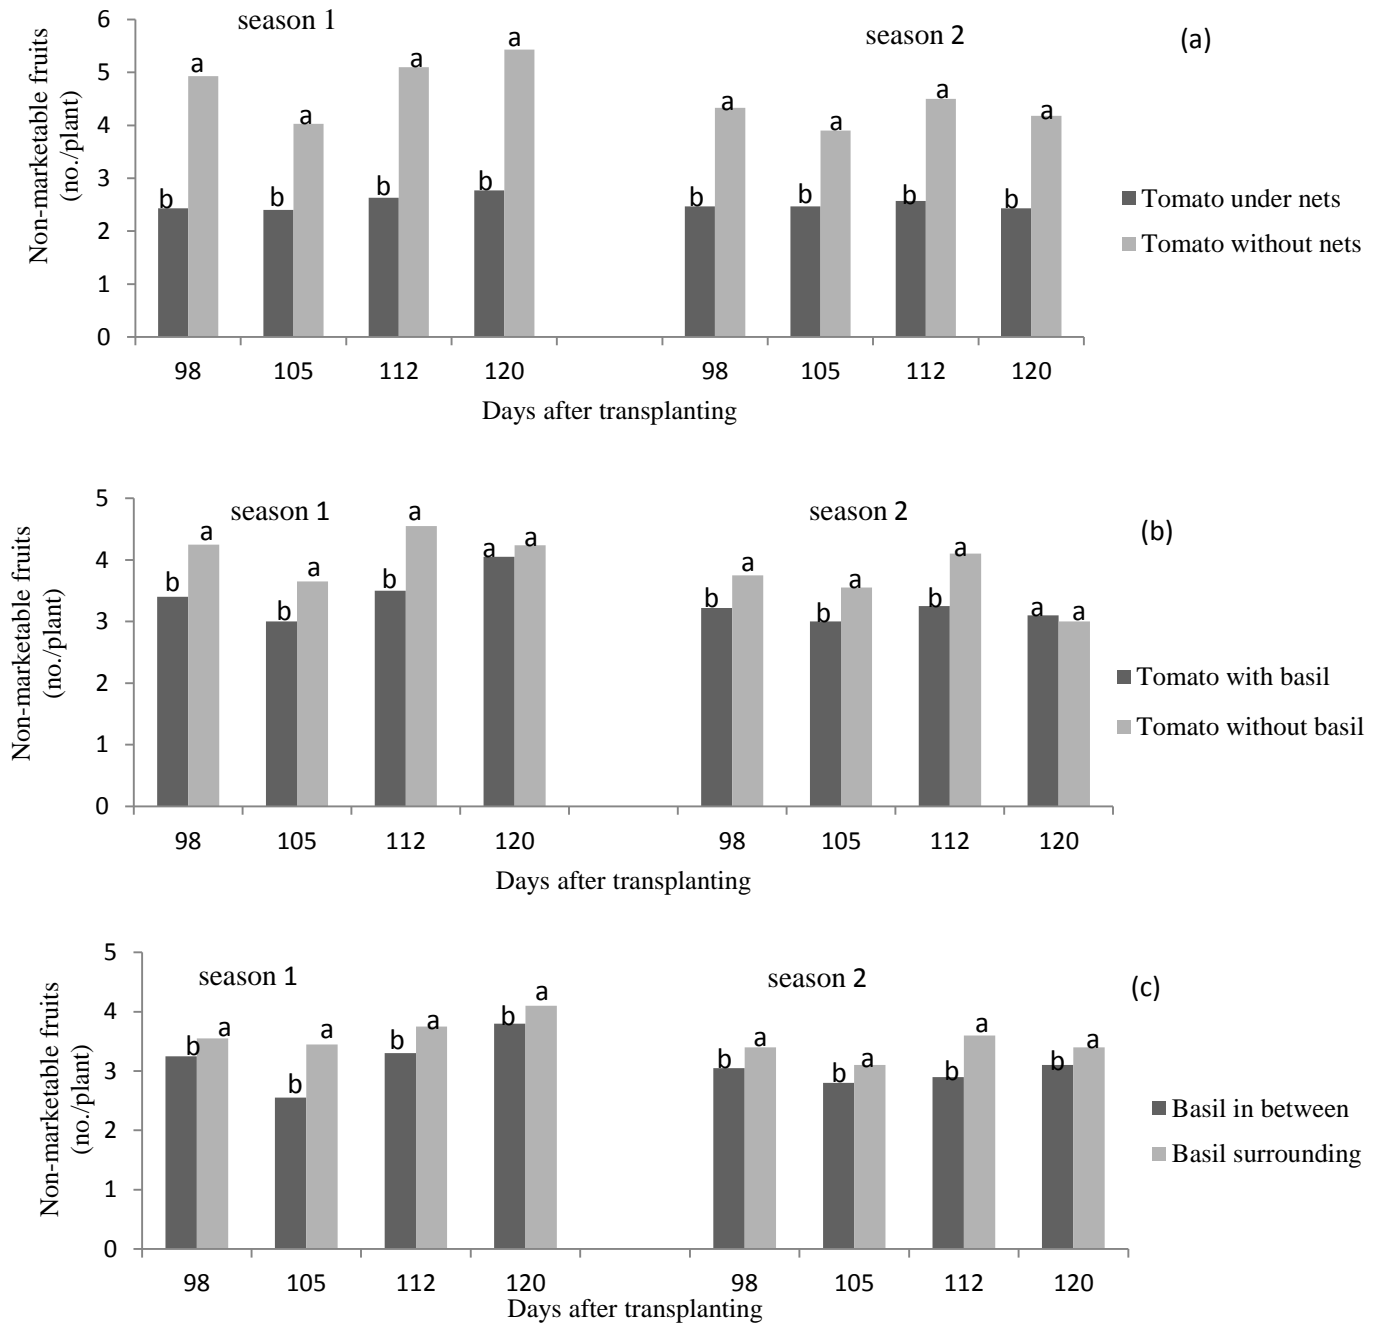 season 1
season 2
(a)
Non-marketable fruits
(no./plant)
6
5
4
3
2
1
0
b a b a b a b a b a b a b a b a
Tomato under nets
Tomato without nets
98 105 112 120 98 105 112 120
Days after transplanting
season 1
season 2
(b)
Non-marketable fruits
(no./plant)
5
4
3
2
1
0
b a b a b a a a b a b a b a a a
Tomato with basil
Tomato without basil
98 105 112 120 98 105 112 120
Days after transplanting
season 1
season 2
(c)
Non-marketable fruits
(no./plant)
5
4
3
2
1
0
b a b a b a b a b a b a b a b a
Basil in between
Basil surrounding
98 105 112 120 98 105 112 120
Days after transplanting